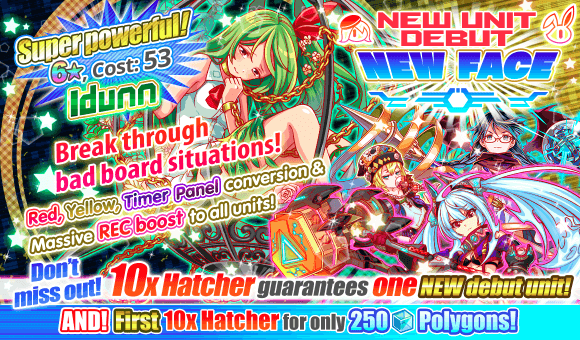 Super powerful!
6☆, Cost: 53
Idunn
NEW UNIT
DEBUT
NEW FACE
Break through
bad board situations!
Red, Yellow, Timer Panel conversion &
Massive REC boost to all units!
Don't
miss out!
10x Hatcher guarantees one NEW debut unit!
AND! First 10x Hatcher for only 250 Polygons!